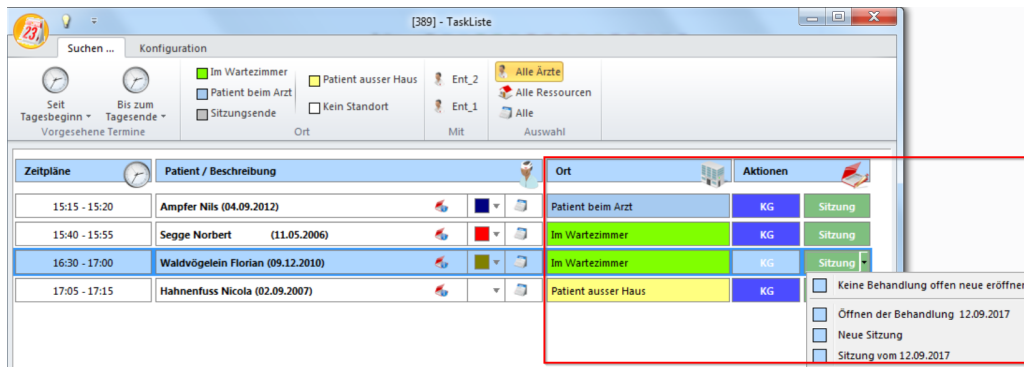 23
[389] - TaskListe
Suchen ... Konfiguration
Seit Tagesbeginn
Bis zum Tagesende
Vorgesehene Termine
Im Wartezimmer
Patient beim Arzt
Sitzungsende
Patient ausser Haus
Kein Standort
Ort
Ent_2
Ent_1
Mit
Alle Ärzte
Alle Ressourcen
Alle
Auswahl
Zeitpläne Patient / Beschreibung Ort Aktionen
15:15 - 15:20 Ampfer Nils (04.09.2012) Patient beim Arzt KG Sitzung
15:40 - 15:55 Segge Norbert (11.05.2006) Im Wartezimmer KG Sitzung
16:30 - 17:00 Waldvögelein Florian (09.12.2010) Im Wartezimmer KG Sitzung
17:05 - 17:15 Hahnenfuss Nicola (02.09.2007) Patient ausser Haus KG
Keine Behandlung offen neue eröffnen
Öffnen der Behandlung 12.09.2017
Neue Sitzung
Sitzung vom 12.09.2017